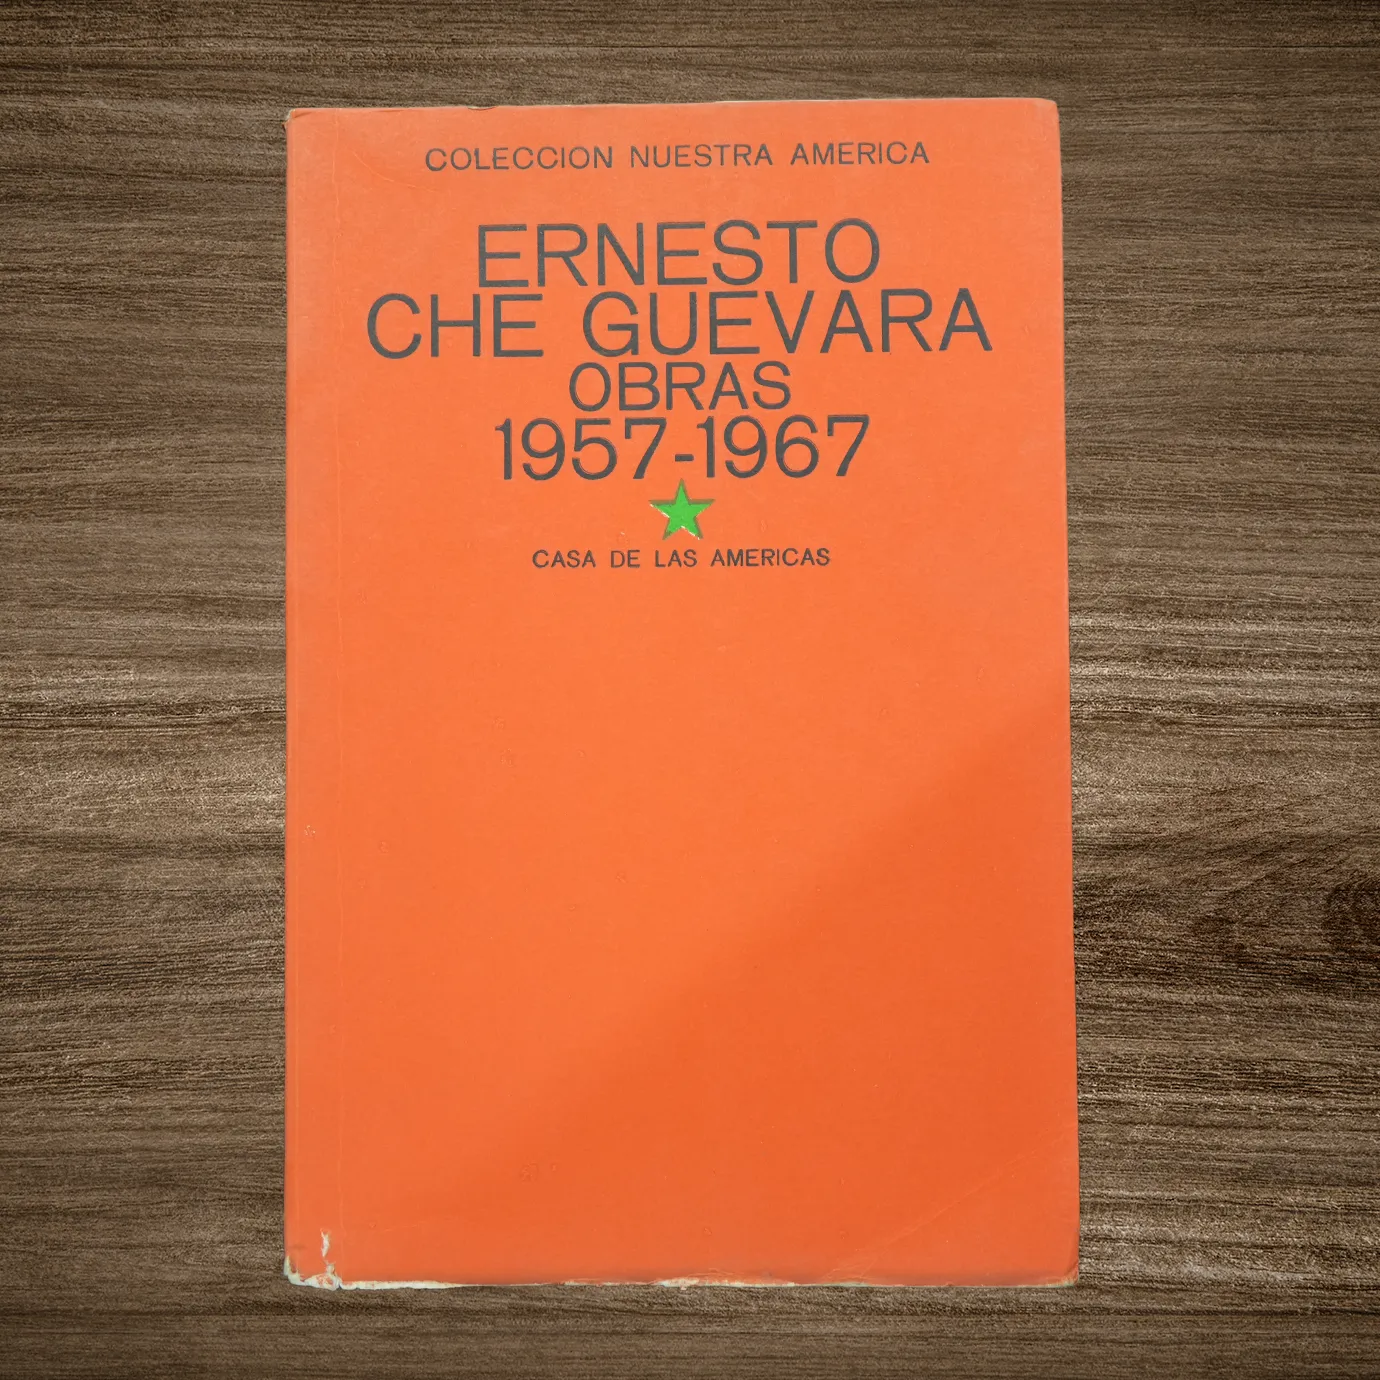 COLECCION NUESTRA AMERICA
ERNESTO
CHE GUEVARA
OBRAS
1957-1967
CASA DE LAS AMERICAS